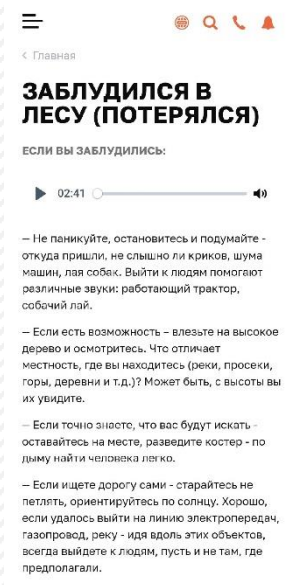 < Главная
ЗАБЛУДИЛСЯ В
ЛЕСУ (ПОТЕРЯЛСЯ)
ЕСЛИ ВЫ ЗАБЛУДИЛИСЬ:
02:41
— Не паникуйте, остановитесь и подумайте -
откуда пришли, не слышно ли криков, шума
машин, лая собак. Выйти к людям помогают
различные звуки: работающий трактор,
собачий лай.
— Если есть возможность – влезьте на высокое
дерево и осмотритесь. Что отличает
местность, где вы находитесь (реки, просеки,
горы, деревни и т.д.)? Может быть, с высоты вы
их увидите.
— Если точно знаете, что вас будут искать -
оставайтесь на месте, разведите костер - по
дыму найти человека легко.
— Если ищете дорогу сами - старайтесь не
петлять, ориентируйтесь по солнцу. Хорошо,
если удалось выйти на линию электропередач,
газопровод, реку - идя вдоль этих объектов,
всегда выйдете к людям, пусть и не там, где
предполагали.